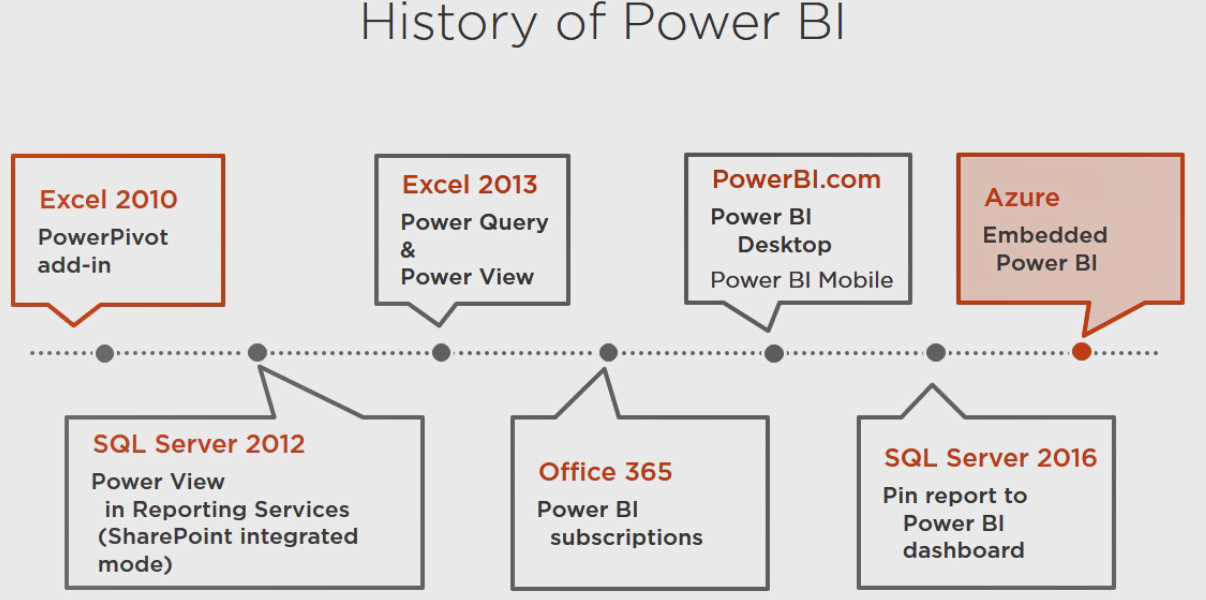 History of Power BI
Excel 2010
PowerPivot
add-in
SQL Server 2012
Power View
in Reporting Services
(SharePoint integrated
mode)
Excel 2013
Power Query
&
Power View
Office 365
Power BI
subscriptions
PowerBI.com
Power BI
Desktop
Power BI Mobile
SQL Server 2016
Pin report to
Power BI
dashboard
Azure
Embedded
Power BI